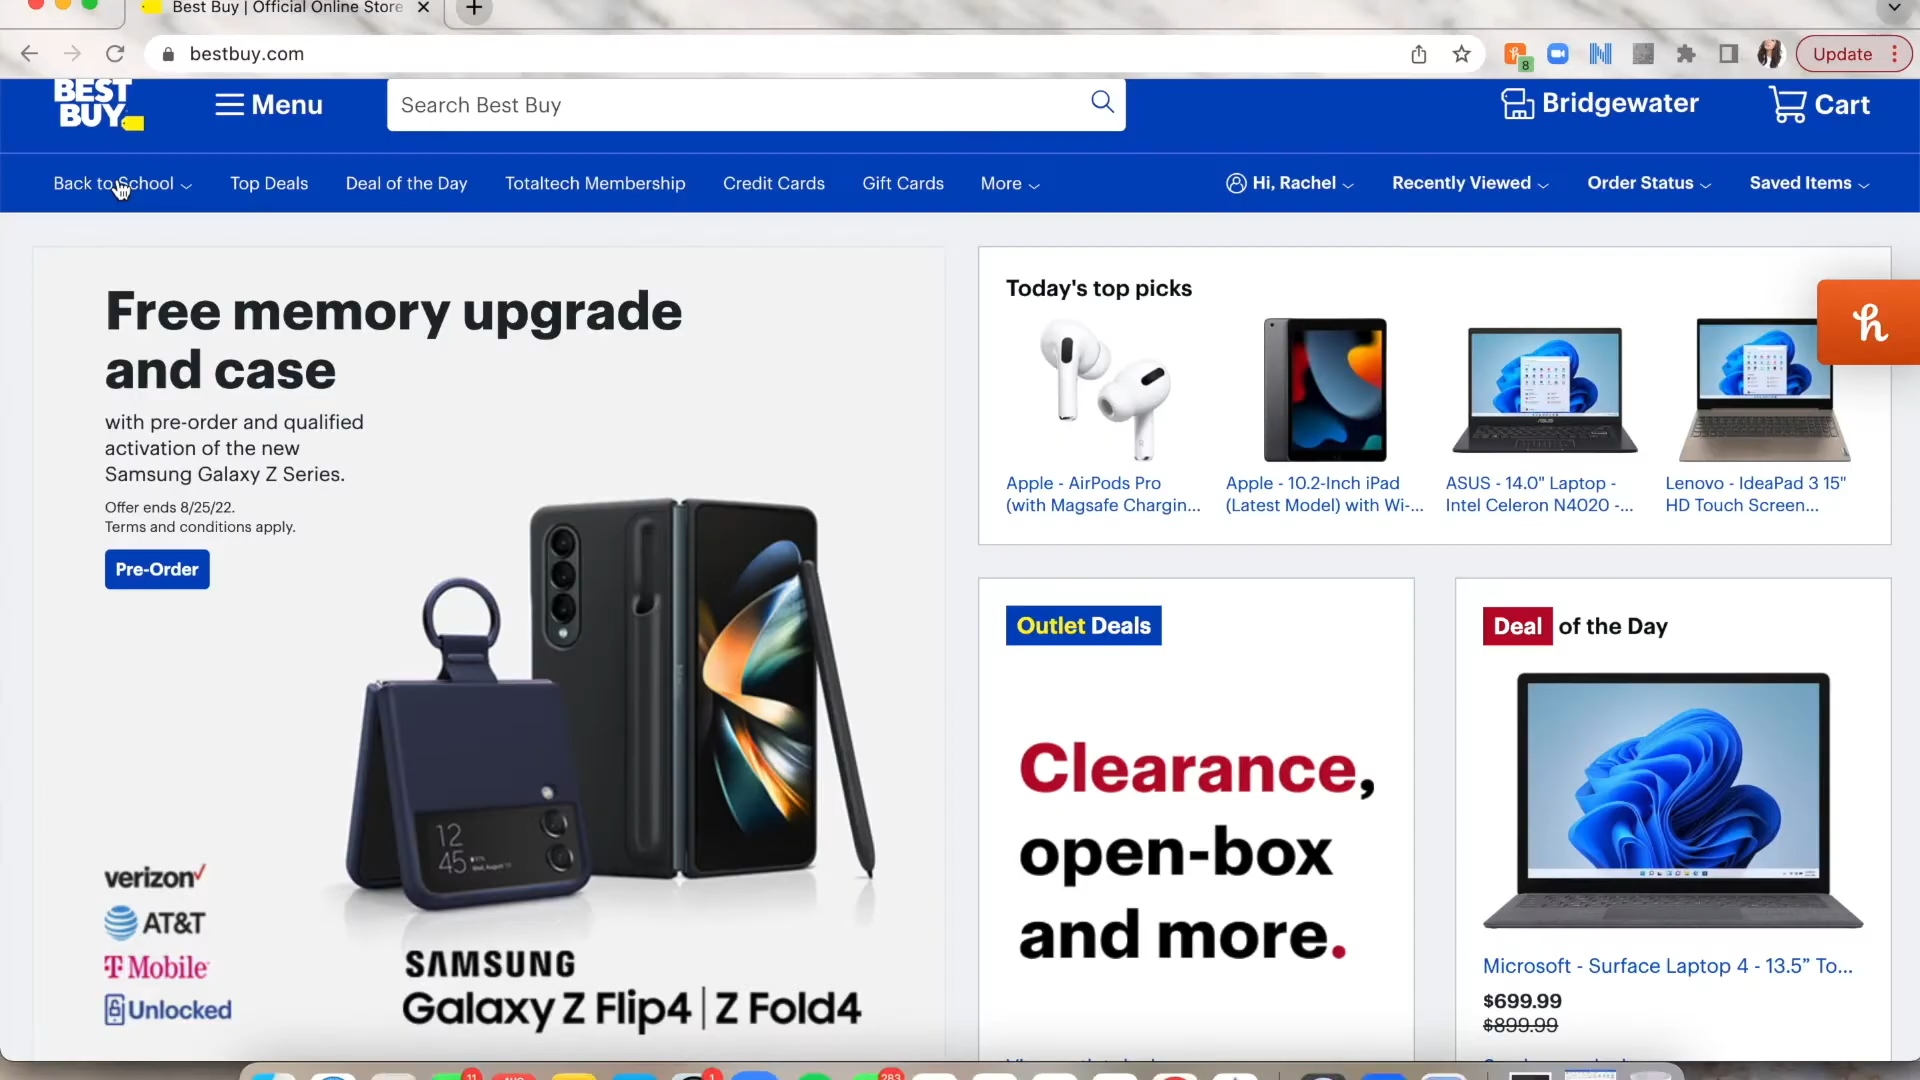 Best Buy | Official Online Store
bestbuy.com
8
Update
BEST
BUY
Menu
Search Best Buy
Bridgewater
Cart
Back to School
Top Deals
Deal of the Day
Totaltech Membership
Credit Cards
Gift Cards
More
Hi, Rachel
Recently Viewed
Order Status
Saved Items
Free memory upgrade
and case
with pre-order and qualified
activation of the new
Samsung Galaxy Z Series.
Offer ends 8/25/22.
Terms and conditions apply.
Pre-Order
12
45
verizon
AT&T
T Mobile
Unlocked
SAMSUNG
Galaxy Z Flip4 | Z Fold4
Today's top picks
Apple - AirPods Pro
(with Magsafe Chargin...
Apple - 10.2-Inch iPad
(Latest Model) with Wi-...
ASUS - 14.0" Laptop -
Intel Celeron N4020 -...
Lenovo - IdeaPad 3 15"
HD Touch Screen...
h
Outlet Deals
Clearance,
open-box
and more.
Deal of the Day
Microsoft - Surface Laptop 4 - 13.5” To...
$699.99
$899.99
11
1
283